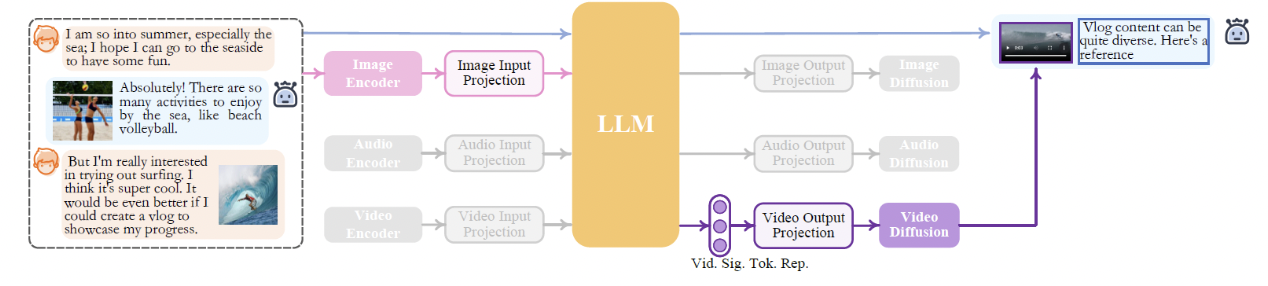 I am so into summer, especially the
sea; I hope I can go to the seaside
to have some fun.
Absolutely! There are so
many activities to enjoy
by the sea, like beach
volleyball.
But I'm really interested
in trying out surfing. I
think it's super cool. It
would be even better if I
could create a vlog to
showcase my progress.
Image
Encoder
Image Input
Projection
Audio
Encoder
Audio Input
Projection
Video
Encoder
Video Input
Projection
LLM
Image Output
Projection
Image
Diffusion
Audio Output
Projection
Audio
Diffusion
Vid. Sig. Tok. Rep.
Video Output
Projection
Video
Diffusion
Vlog content can be
quite diverse. Here's a
reference